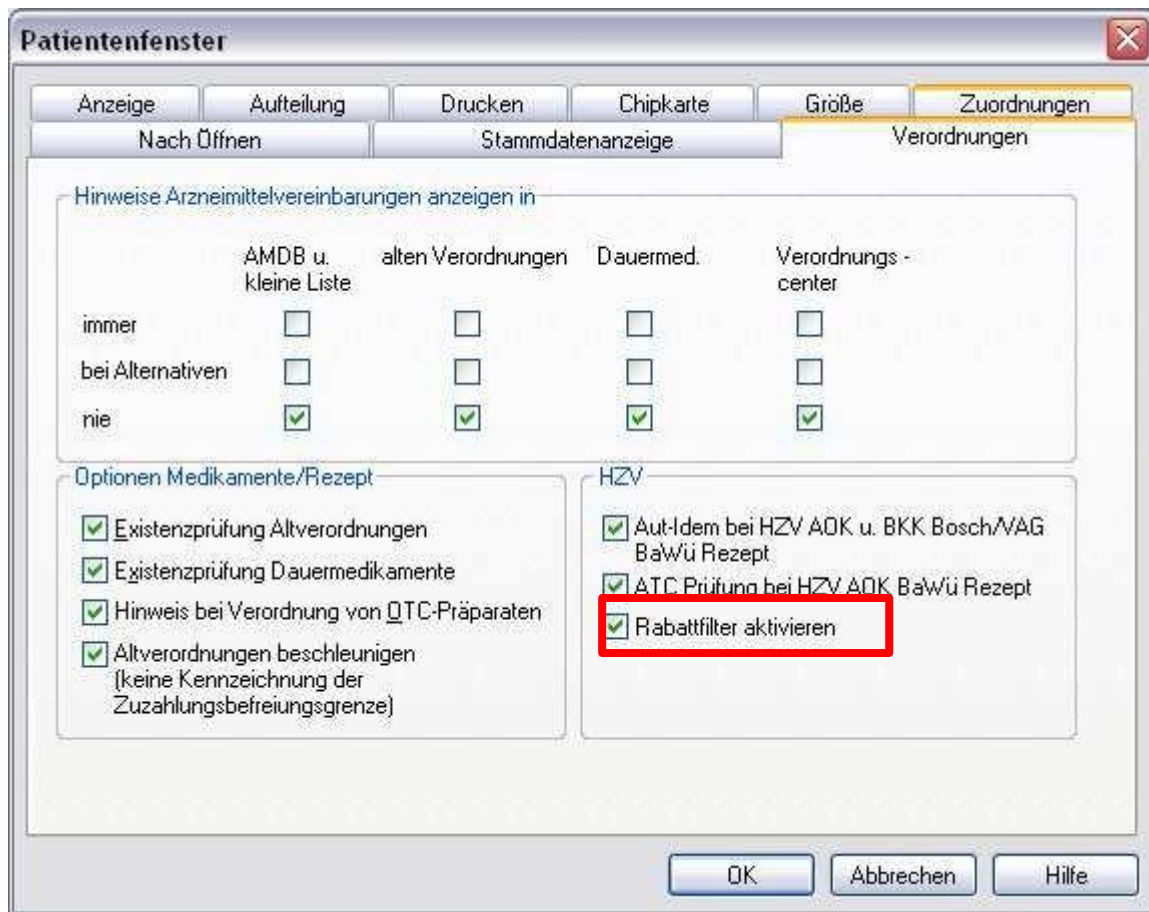 Patientenfenster
Anzeige Aufteilung Drucken Chipkarte Größe Zuordnungen
Nach Öffnen Stammdatenanzeige Verordnungen
Hinweise Arzneimittelvereinbarungen anzeigen in
AMDB u. alten Verordnungen Dauermed. Verordnungs-
kleine Liste center
immer
bei Alternativen
nie
Optionen Medikamente/Rezept
Existenzprüfung Altverordnungen
Existenzprüfung Dauermedikamente
Hinweis bei Verordnung von OTC-Präparaten
Altverordnungen beschleunigen
(keine Kennzeichnung der
Zuzahlungsbefreiungsgrenze)
HZV
Aut-Idem bei HZV AOK u. BKK Bosch/VAG
BaWü Rezept
ATC Prüfung bei HZV AOK BaWü Rezept
Rabattfilter aktivieren
OK Abbrechen Hilfe